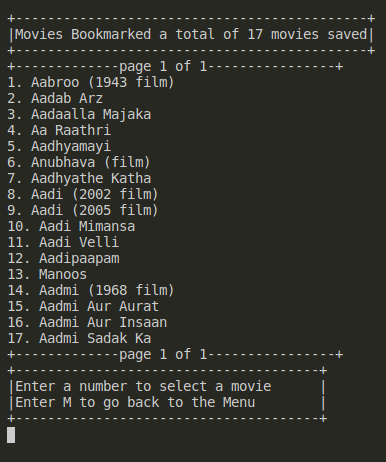 +-------------------------------------------+
|Movies Bookmarked a total of 17 movies saved|
+-------------------------------------------+
+-------------page 1 of 1----------------+
1. Aabroo (1943 film)
2. Aadab Arz
3. Aadaalla Majaka
4. Aa Raathri
5. Aadhyamayi
6. Anubhava (film)
7. Aadhyathe Katha
8. Aadi (2002 film)
9. Aadi (2005 film)
10. Aadi Mimansa
11. Aadi Velli
12. Aadipaapam
13. Manoos
14. Aadmi (1968 film)
15. Aadmi Aur Aurat
16. Aadmi Aur Insaan
17. Aadmi Sadak Ka
+-------------page 1 of 1----------------+
+--------------------------------------+
|Enter a number to select a movie      |
|Enter M to go back to the Menu        |
+--------------------------------------+